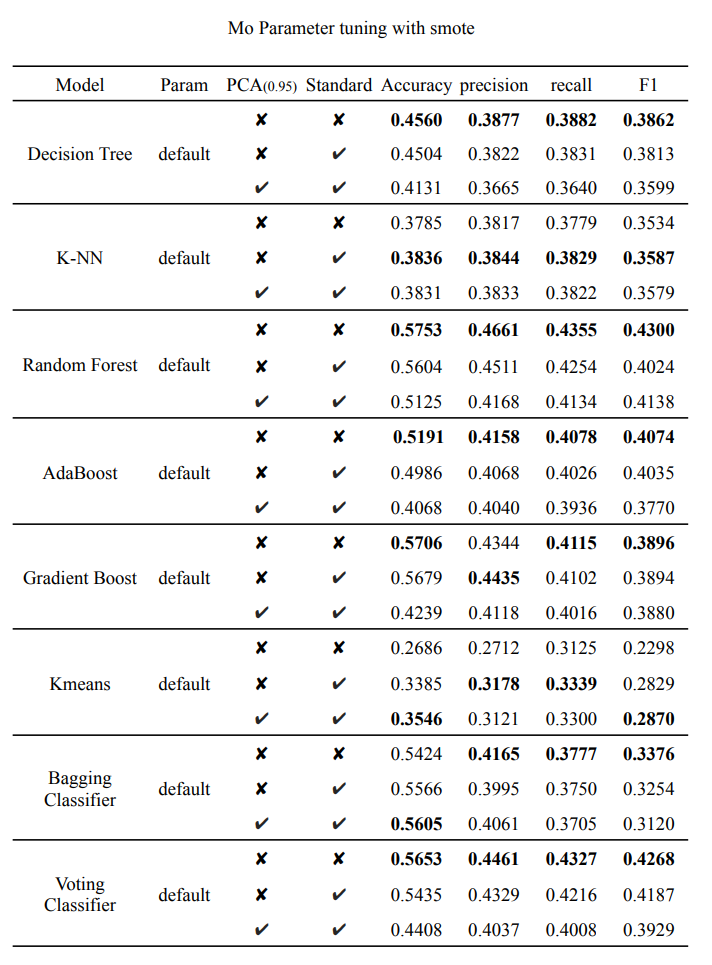 Mo Parameter tuning with smote
Model Param PCA(0.95) Standard Accuracy precision recall F1
✘ ✘ 0.4560 0.3877 0.3882 0.3862
Decision Tree default ✘ ✔ 0.4504 0.3822 0.3831 0.3813
✔ ✔ 0.4131 0.3665 0.3640 0.3599
✘ ✘ 0.3785 0.3817 0.3779 0.3534
K-NN default ✘ ✔ 0.3836 0.3844 0.3829 0.3587
✔ ✔ 0.3831 0.3833 0.3822 0.3579
✘ ✘ 0.5753 0.4661 0.4355 0.4300
Random Forest default ✘ ✔ 0.5604 0.4511 0.4254 0.4024
✔ ✔ 0.5125 0.4168 0.4134 0.4138
✘ ✘ 0.5191 0.4158 0.4078 0.4074
AdaBoost default ✘ ✔ 0.4986 0.4068 0.4026 0.4035
✔ ✔ 0.4068 0.4040 0.3936 0.3770
✘ ✘ 0.5706 0.4344 0.4115 0.3896
Gradient Boost default ✘ ✔ 0.5679 0.4435 0.4102 0.3894
✔ ✔ 0.4239 0.4118 0.4016 0.3880
✘ ✘ 0.2686 0.2712 0.3125 0.2298
Kmeans default ✘ ✔ 0.3385 0.3178 0.3339 0.2829
✔ ✔ 0.3546 0.3121 0.3300 0.2870
✘ ✘ 0.5424 0.4165 0.3777 0.3376
Bagging
Classifier default ✘ ✔ 0.5566 0.3995 0.3750 0.3254
✔ ✔ 0.5605 0.4061 0.3705 0.3120
✘ ✘ 0.5653 0.4461 0.4327 0.4268
Voting
Classifier default ✘ ✔ 0.5435 0.4329 0.4216 0.4187
✔ ✔ 0.4408 0.4037 0.4008 0.3929